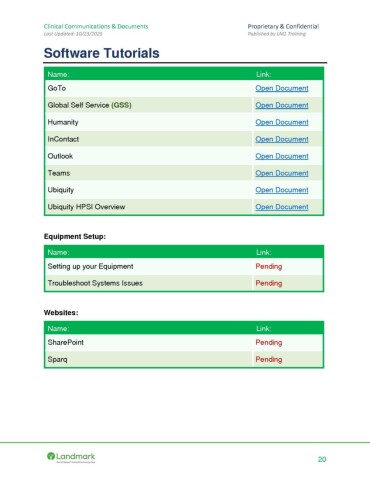 Clinical Communications & Documents Proprietary & Confidential
Last Updated: 10/23/2020 Published by LMS Training
Software Tutorials
Name: Link:
GoTo Open Document
Global Self Service (GSS) Open Document
Humanity Open Document
InContact Open Document
Outlook Open Document
Teams Open Document
Ubiquity Open Document
Ubiquity HPSI Overview Open Document
Equipment Setup:
Name: Link:
Setting up your Equipment Pending
Troubleshoot Systems Issues Pending
Websites:
Name: Link:
SharePoint Pending
Sparq Pending
Landmark
20